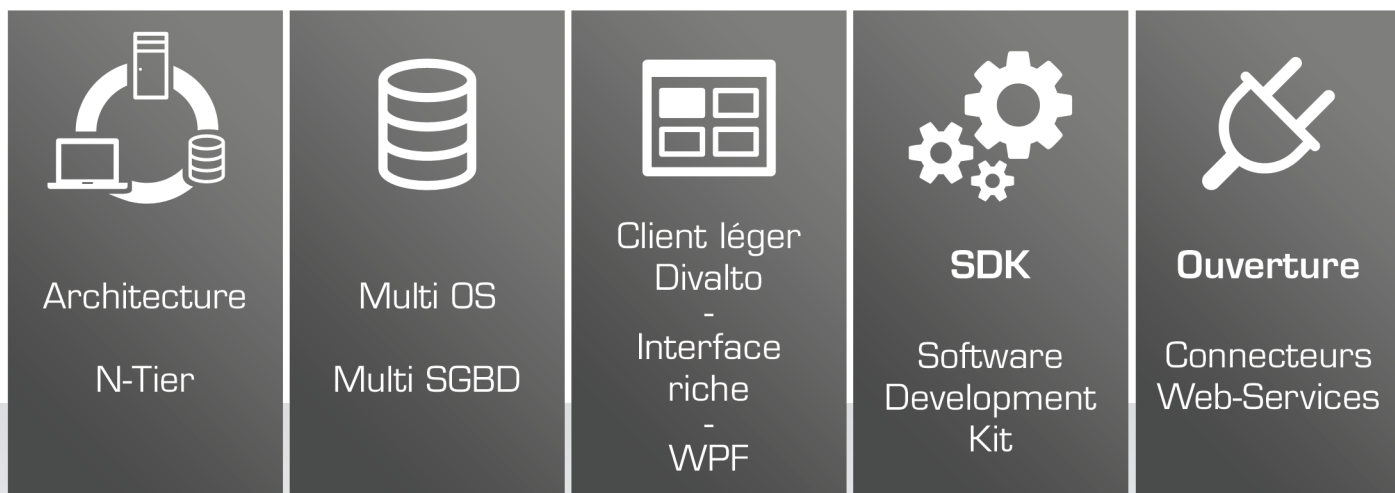 Architecture
N-Tier
Multi OS
Multi SGBD
Client léger
Divalto
-
Interface
riche
-
WPF
SDK
Software
Development
Kit
Ouverture
Connecteurs
Web-Services